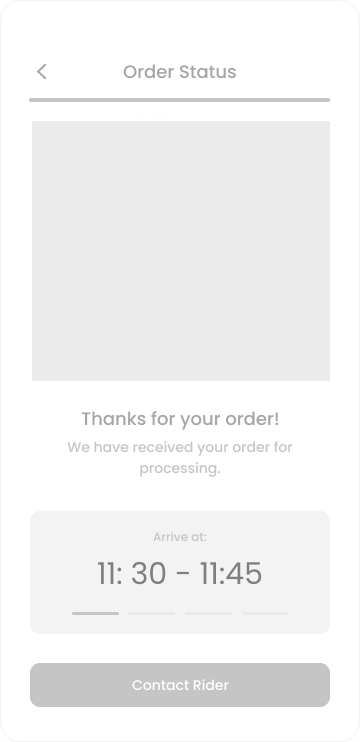 Order Status
Thanks for your order!
We have received your order for
processing.
Arrive at:
11: 30 - 11:45
Contact Rider